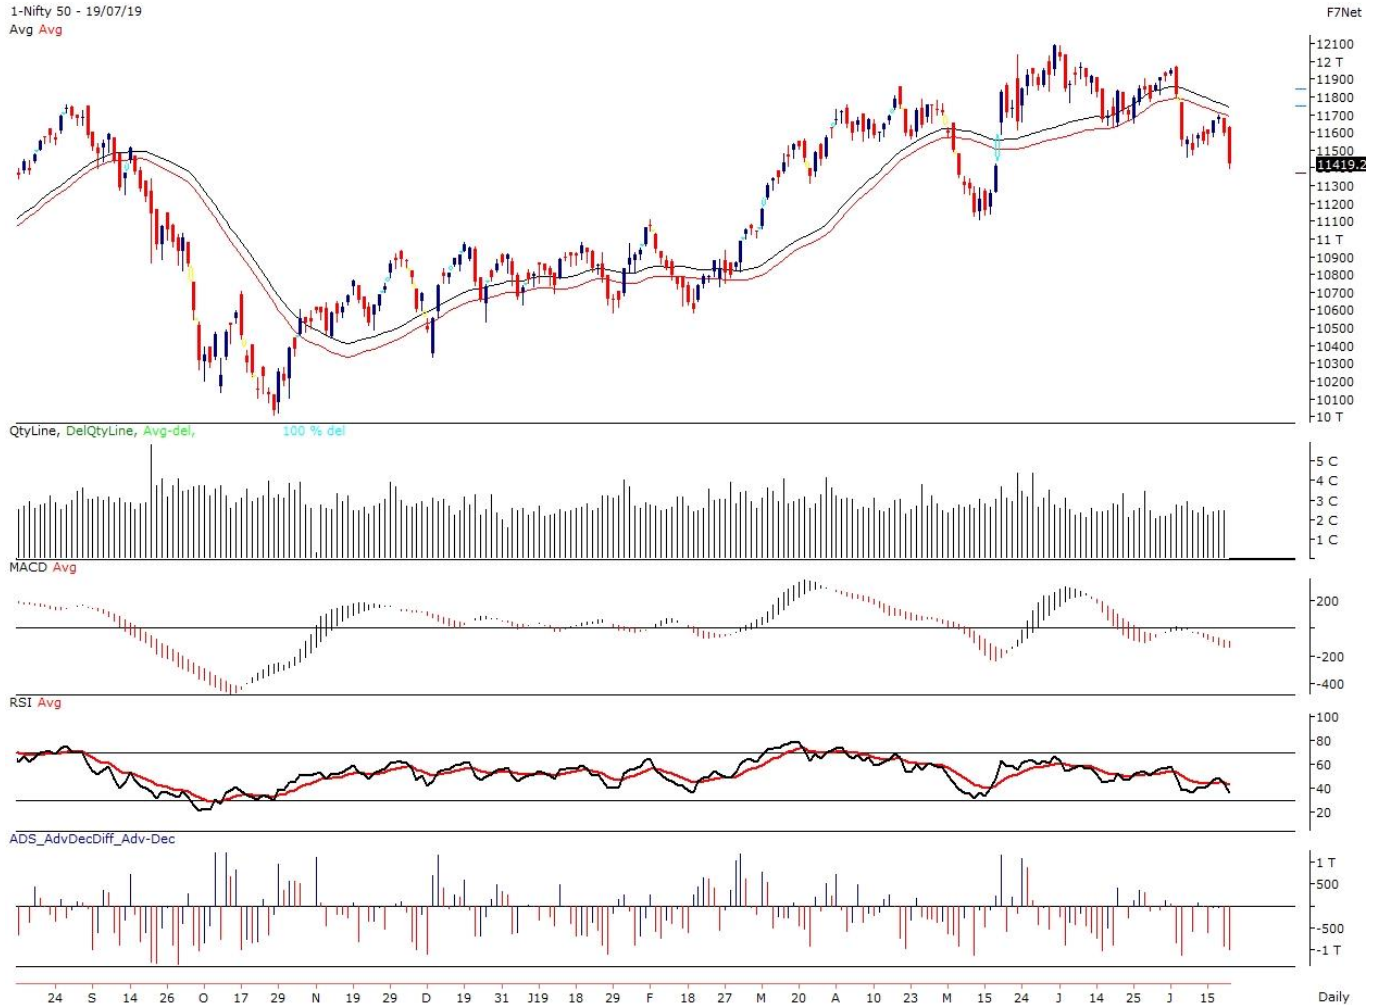 1-Nifty 50 - 19/07/19
F7Net
Avg Avg
12100
12 T
11900
11800
11700
11600
11500
11419.2
11300
11200
11100
11 T
10900
10800
10700
10600
10500
10400
10300
10200
10100
10 T
QtyLine, DelQtyLine, Avg-del, 100 % del
5 C
4 C
3 C
2 C
1 C
MACD Avg
200
-200
-400
RSI Avg
100
80
60
40
20
ADS_AdvDecDiff_Adv-Dec
1 T
500
-500
-1 T
24 S 14 26 O 17 29 N 19 29 D 19 31 J19 18 29 F 18 27 M 20 A 10 23 M 15 24 J 14 25 J 15 Daily